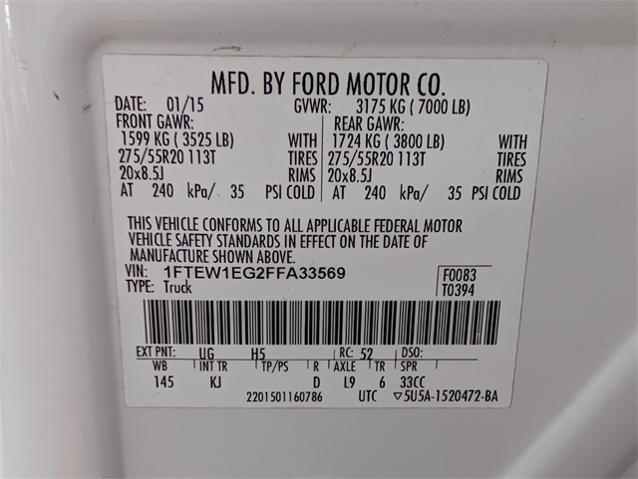 MFD. BY FORD MOTOR CO.
DATE: 01/15 GVWR: 3175 KG ( 7000 LB)
FRONT GAWR: REAR GAWR:
1599 KG ( 3525 LB) WITH 1724 KG ( 3800 LB) WITH
275/55R20 113T TIRES 275/55R20 113T TIRES
20x8.5J RIMS 20x8.5J RIMS
AT 240 kPa/ 35 PSI COLD AT 240 kPa/ 35 PSI COLD
THIS VEHICLE CONFORMS TO ALL APPLICABLE FEDERAL MOTOR
VEHICLE SAFETY STANDARDS IN EFFECT ON THE DATE OF
MANUFACTURE SHOWN ABOVE.
VIN: 1FTEW1EG2FFA33569 F0083
TYPE: Truck T0394
EXT PNT: UG H5 RC: 52 DSO:
WB INT TR TP/PS R AXLE TR SPR
145 KJ D L9 6 33CC
2201501160786 UTC ▽5U5A-1520472-BA